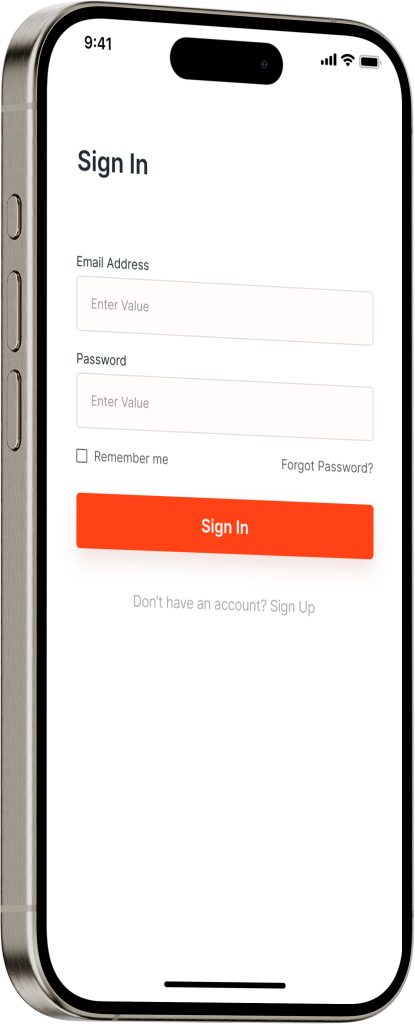 9:41
Sign In
Email Address
Enter Value
Password
Enter Value
Remember me
Forgot Password?
Sign In
Don't have an account? Sign Up